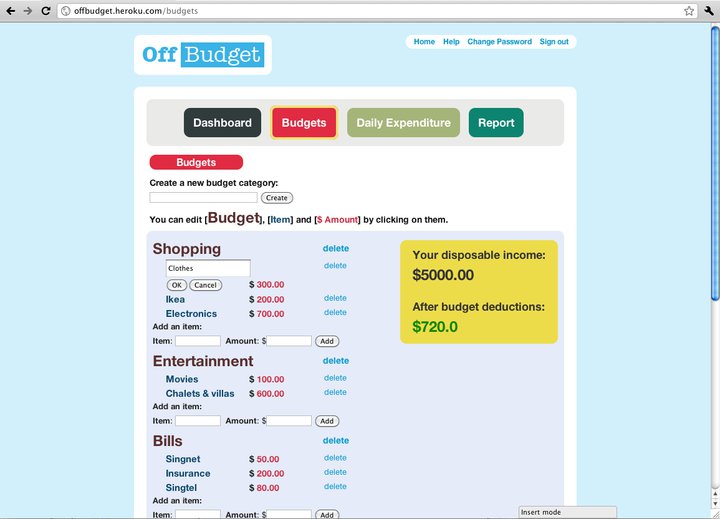 offbudget.heroku.com/budgets
Off Budget
Home Help Change Password Sign out
Dashboard Budgets Daily Expenditure Report
Budgets
Create a new budget category:
Create
You can edit [Budget], [Item] and [$ Amount] by clicking on them.
Shopping delete
Clothes delete
OK Cancel $ 300.00
Ikea $ 200.00 delete
Electronics $ 700.00 delete
Add an item:
Item: Amount: $ Add
Your disposable income:
$5000.00
After budget deductions:
$720.0
Entertainment delete
Movies $ 100.00 delete
Chalets & villas $ 600.00 delete
Add an item:
Item: Amount: $ Add
Bills delete
Singnet $ 50.00 delete
Insurance $ 200.00 delete
Singtel $ 80.00 delete
Add an item:
Item: Amount: $ Add
Insert mode